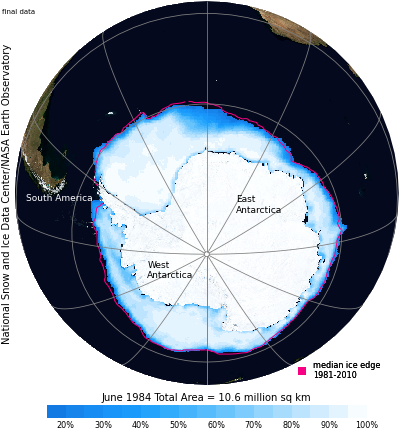 final data
National Snow and Ice Data Center/NASA Earth Observatory
South America
East
Antarctica
West
Antarctica
median ice edge
1981-2010
June 1984 Total Area = 10.6 million sq km
20% 30% 40% 50% 60% 70% 80% 90% 100%